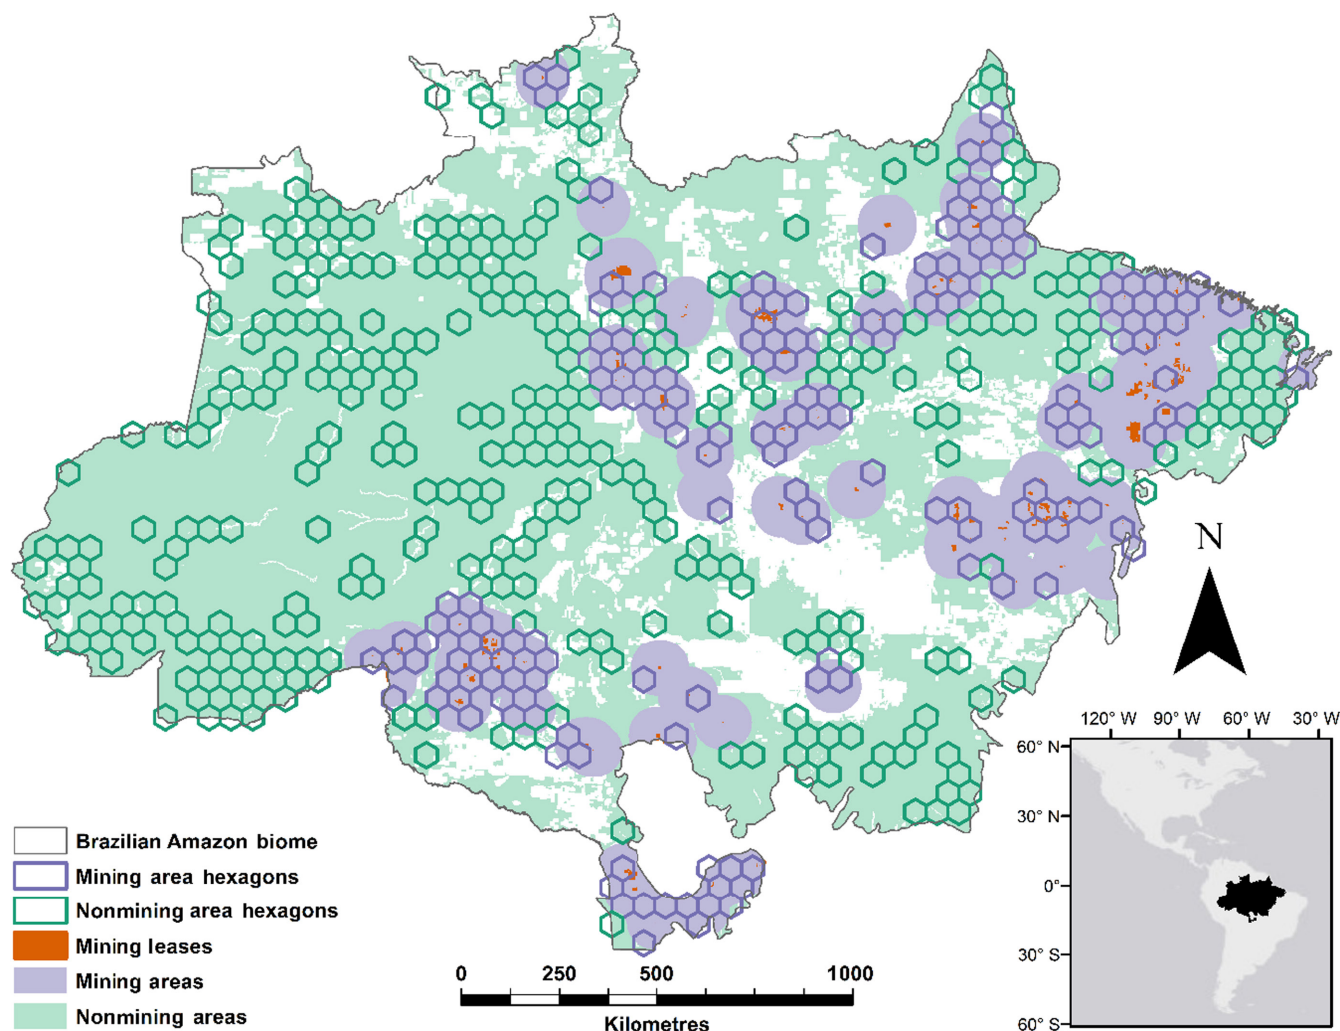 N
120° W 90° W 60° W 30° W
60° N
30° N
0°
30° S
60° S
Brazilian Amazon biome
Mining area hexagons
Nonmining area hexagons
Mining leases
Mining areas
Nonmining areas
0 250 500 1000
Kilometres